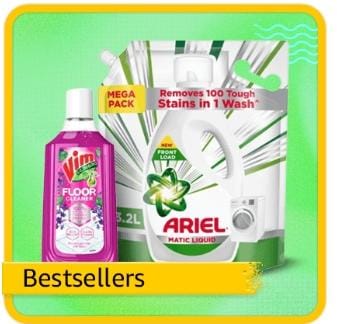 MEGA
PACK
Removes 100 Tough
Stains in 1 Wash^
Vim
FLOOR
CLEANER
NEW
FRONT
LOAD
3.2L
ARIEL
MATIC LIQUID
Bestsellers